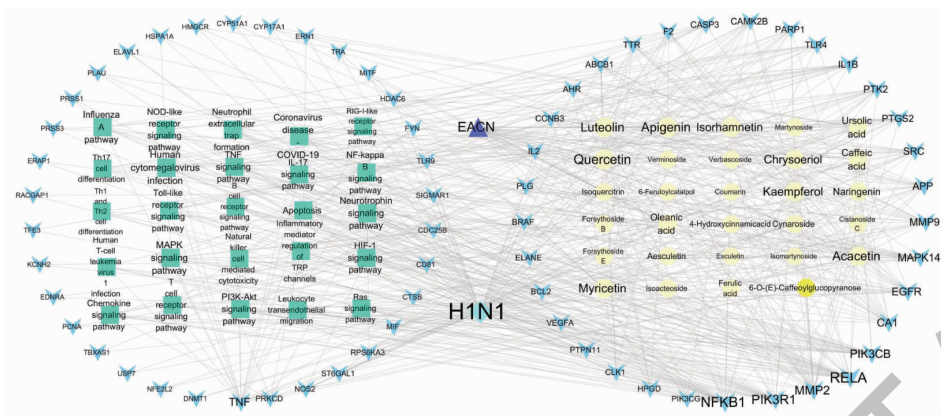 HSPA1A
HMGCR
CYP51A1
CYP17A1
ERN1
TRA
MITF
HDAC6
FYN
TLR9
SIGMAR1
CDC25B
CD81
CTSB
MIF
RPS6KA3
ST6GAL1
NOS2
PRKCD
TNF
DNMT1
NFE2L2
USP7
TBXAS1
PCNA
EDNRA
KCNH2
TFE3
RACGAP1
ERAP1
PRSS3
PRSS1
PLAU
ELAVL1
Influenza
A
pathway
NOD-like
receptor
signaling
pathway
Neutrophil
extracellular
trap
formation
Coronavirus
disease
-
COVID-19
RIG-I-like
receptor
signaling
pathway
Th17
cell
differentiation
Human
cytomegalovirus
infection
TNF
signaling
pathway
IL-17
signaling
pathway
NF-kappa
B
signaling
pathway
Th1
and
Th2
cell
differentiation
Toll-like
receptor
signaling
pathway
B
cell
receptor
signaling
pathway
Apoptosis
Neurotrophin
signaling
pathway
Human
T-cell
leukemia
virus
1
infection
MAPK
signaling
pathway
Natural
killer
cell
mediated
cytotoxicity
Inflammatory
mediator
regulation
of
TRP
channels
HIF-1
signaling
pathway
Chemokine
signaling
pathway
T
cell
receptor
signaling
pathway
PI3K-Akt
signaling
pathway
Leukocyte
transendothelial
migration
Ras
signaling
pathway
EACN
H1N1
CCNB3
AHR
ABCB1
TTR
F2
CASP3
CAMK2B
PARP1
TLR4
IL1B
PTK2
PTGS2
SRC
APP
MMP9
MAPK14
EGFR
CA1
PIK3CB
RELA
MMP2
PIK3R1
NFKB1
PIK3CG
HPGD
CLK1
PTPN11
VEGFA
BCL2
ELANE
BRAF
PLG
IL2
Luteolin
Apigenin
Isorhamnetin
Martynoside
Ursolic
acid
Quercetin
Verminoside
Verbascoside
Chrysoeriol
Caffeic
acid
Isoquercitrin
6-Feruloylcatalpol
Coumarin
Kaempferol
Naringenin
Forsythoside
B
Oleanic
acid
4-Hydroxycinnamicacid
Cynaroside
Cistanoside
C
Forsythoside
E
Aesculetin
Esculetin
Isomartynoside
Acacetin
Myricetin
Isoacteoside
Ferulic
acid
6-O-(E)-Caffeoylglucopyranose